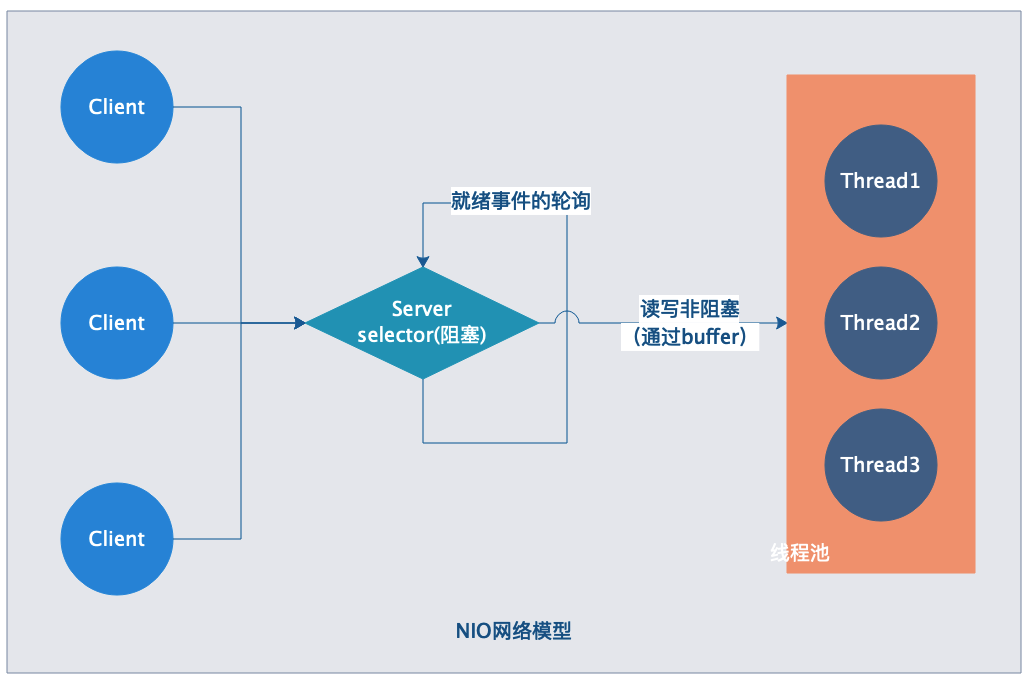 Client
Client
Client
就绪事件的轮询
Server
selector(阻塞)
读写非阻塞
(通过buffer)
Thread1
Thread2
Thread3
线程池
NIO网络模型